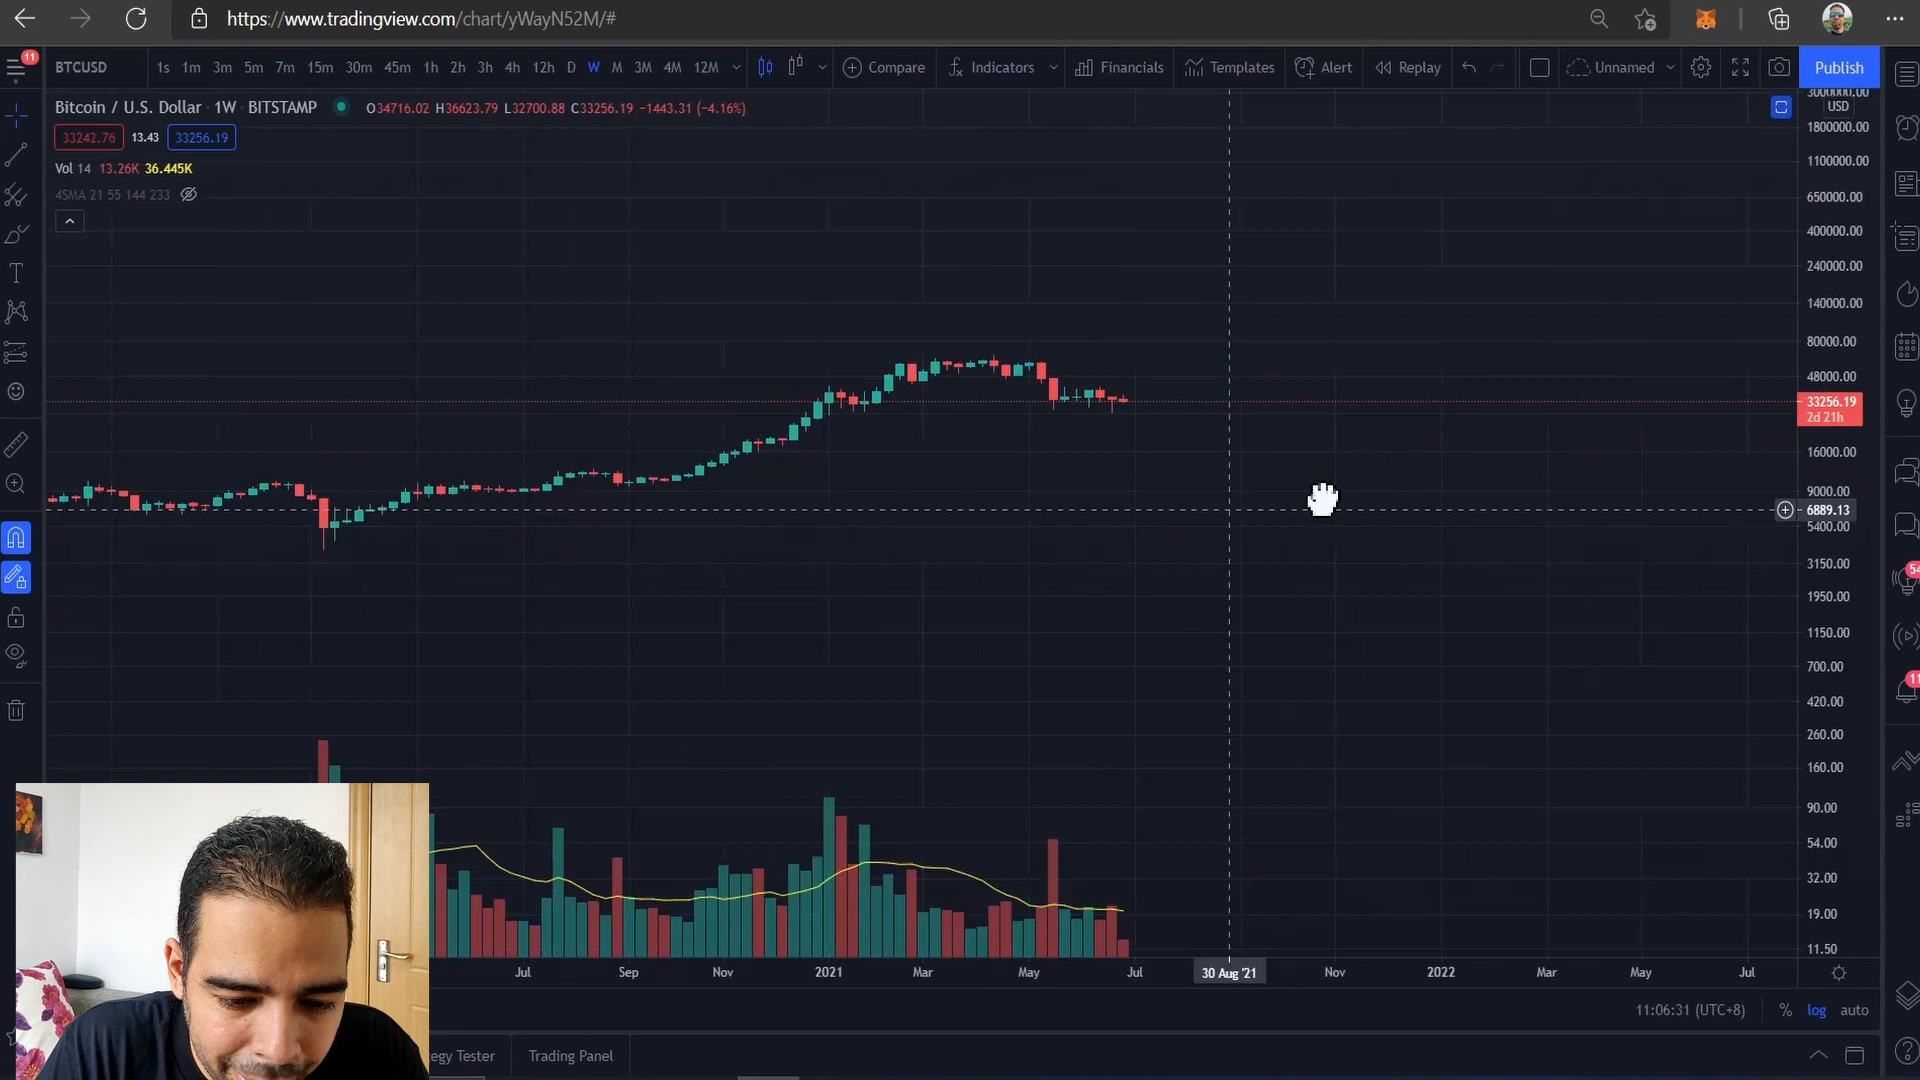 https://www.tradingview.com/chart/yWayN52M/#
11
BTCUSD 1s 1m 3m 5m 7m 15m 30m 45m 1h 2h 3h 4h 12h D W M 3M 4M 12M Compare Indicators Financials Templates Alert Replay Unnamed Publish
Bitcoin / U.S. Dollar · 1W · BITSTAMP O34716.02 H36623.79 L32700.88 C33256.19 −1443.31 (−4.16%)
33242.76 13.43 33256.19
Vol 14 13.26K 36.445K
4SMA 21 55 144 233
3000000.00
USD
1800000.00
1100000.00
650000.00
400000.00
240000.00
140000.00
80000.00
48000.00
33256.19
2d 21h
16000.00
9000.00
6889.13
5400.00
3150.00
1950.00
1150.00
700.00
420.00
260.00
160.00
90.00
54.00
32.00
19.00
11.50
54
11
Jul Sep Nov 2021 Mar May Jul 30 Aug '21 Nov 2022 Mar May Jul
11:06:31 (UTC+8) % log auto
Tester Trading Panel